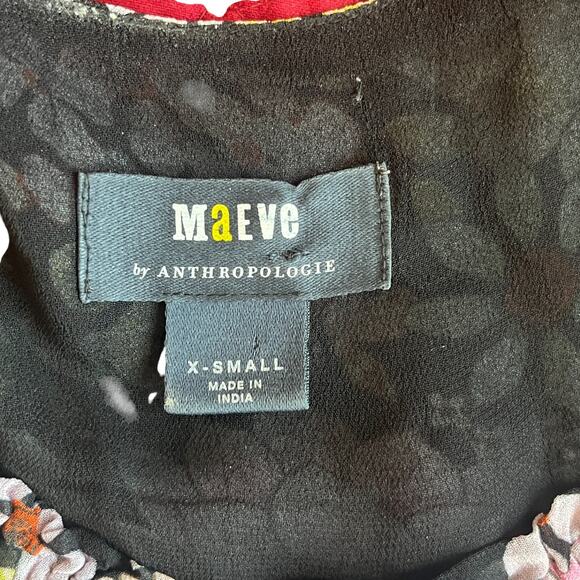 MaEVe
by ANTHROPOLOGIE
X-SMALL
MADE IN
INDIA